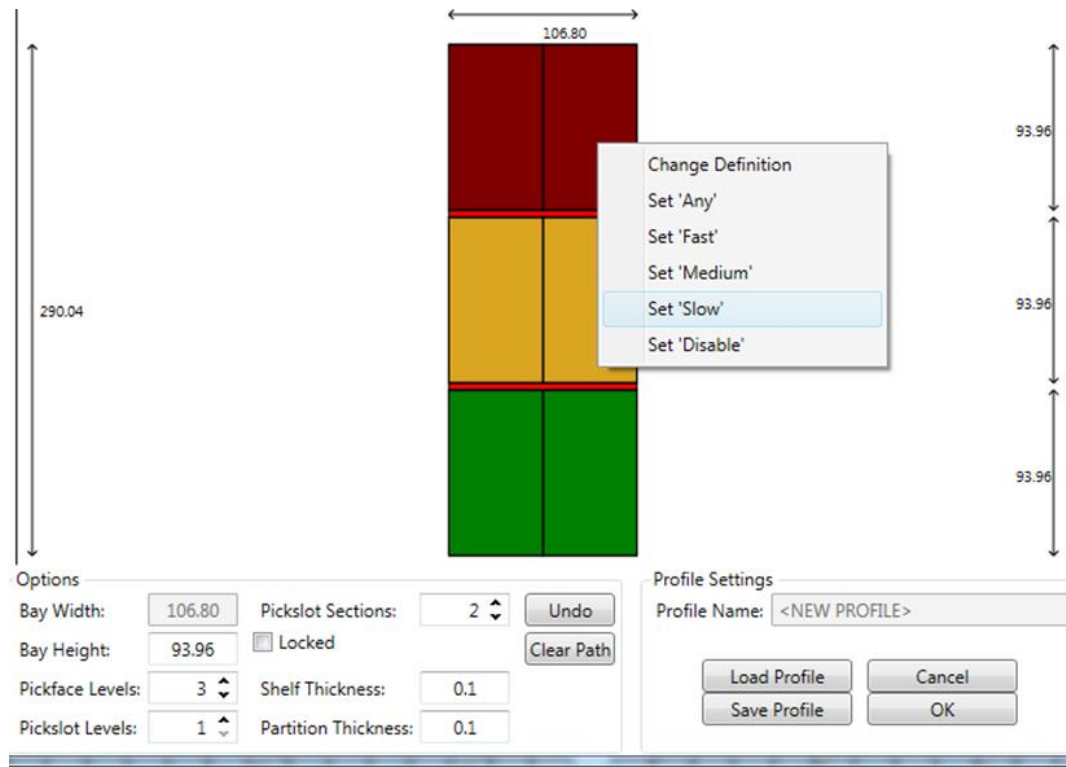 106.80
93.96
Change Definition
Set 'Any'
Set 'Fast'
Set 'Medium'
Set 'Slow'
Set 'Disable'
290.04
93.96
93.96
Options
Bay Width: 106.80 Pickslot Sections: 2 Undo
Bay Height: 93.96 Locked Clear Path
Pickface Levels: 3 Shelf Thickness: 0.1
Pickslot Levels: 1 Partition Thickness: 0.1
Profile Settings
Profile Name: <NEW PROFILE>
Load Profile Cancel
Save Profile OK